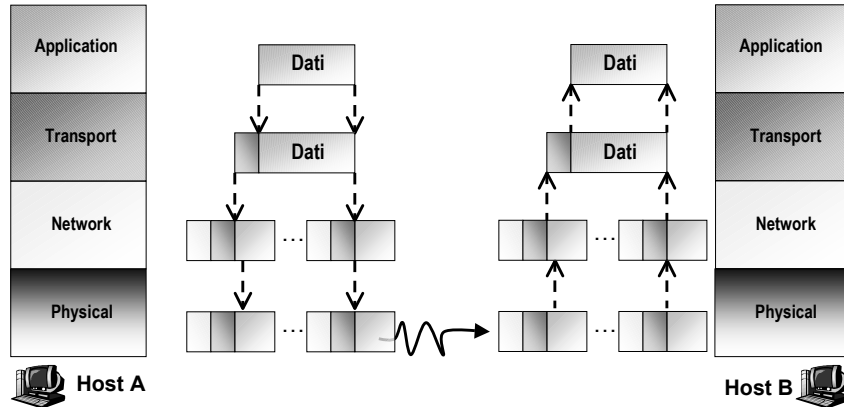 Application
Dati
Dati
Application
Transport
Dati
Dati
Transport
Network
...
...
Network
Physical
...
...
Physical
Host A
Host B